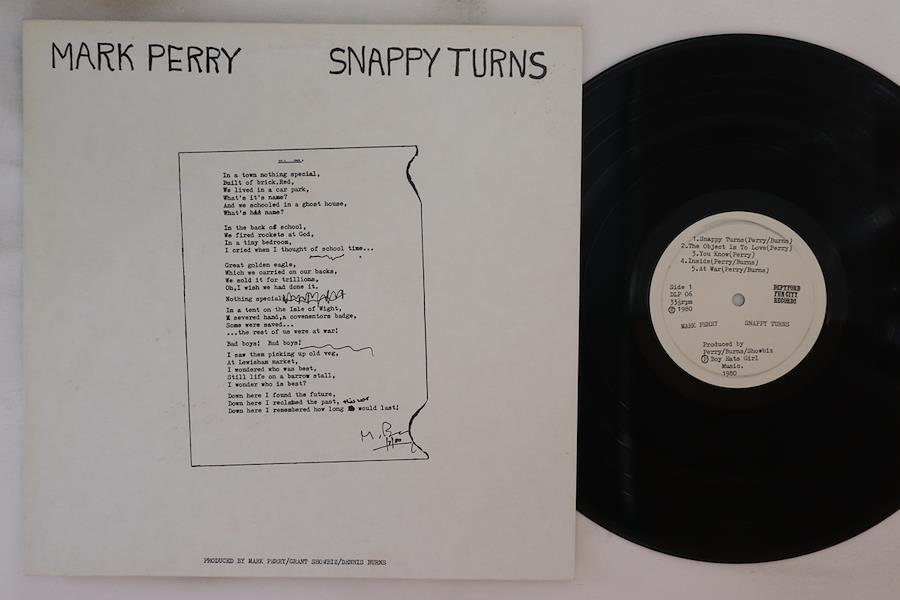 MARK PERRY SNAPPY TURNS
In a town nothing special,
Built of brick.Red,
We lived in a car park,
What's it's name?
And we schooled in a ghost house,
What's name?
In the back of school,
We fired rockets at God,
In a tiny bedroom,
I cried when I thought of school time...
Great golden eagle,
Which we carried on our backs,
We sold it for trillions,
Oh,I wish we had done it.
Nothing special
In a tent on the Isle of Wight,
severed hand,a covenentors badge,
Some were saved...
...the rest of us were at war!
Bad boys! Bad boys!
I saw them picking up old veg,
At Lewisham market,
I wondered who was best,
Still life on a barrow stall,
I wonder who is best?
Down here I found the future,
Down here I reclaimed the past, this war
Down here I remembered how long would last!
PRODUCED BY MARK PERRY/GRANT SHOWBIZ/DENNIS BURNS
1.Snappy Turns(Perry/Burns)
2.The Object Is To Love(Perry)
3.You Know(Perry)
4.Inside(Perry/Burns)
5.At War(Perry/Burns)
Side 1
DLP 06
33⅓rpm
Ⓟ 1980
DEPTFORD
FUN CITY
RECORDS
MARK PERRY SNAPPY TURNS
Produced by
Perry/Burns/Showbiz
Ⓟ Boy Hats Girl
Music.
1980